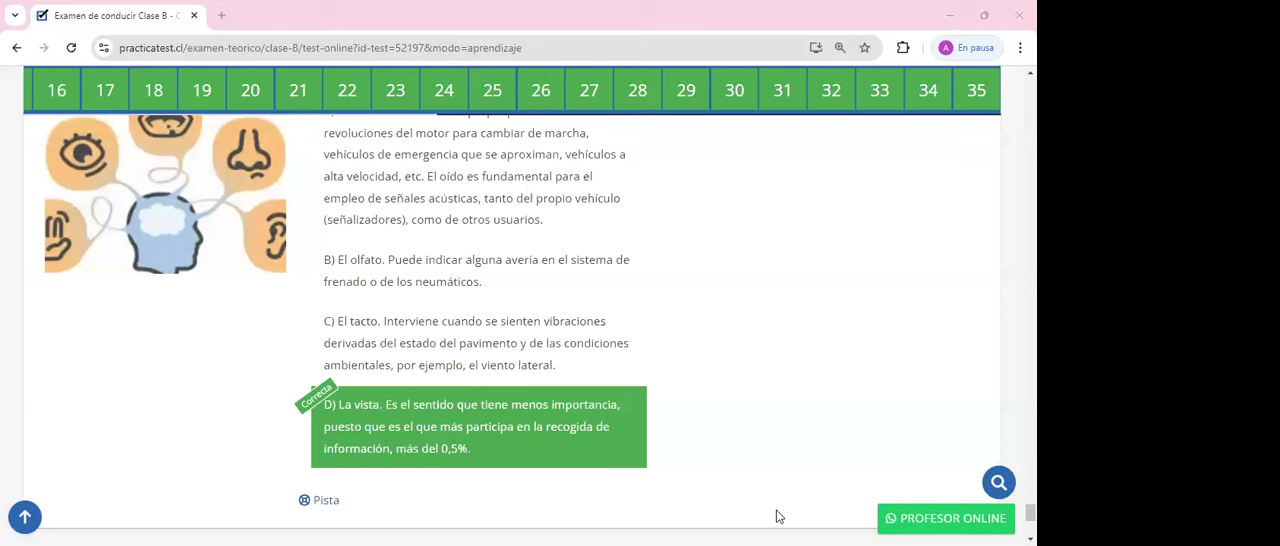 Examen de conducir Clase B - C
practicatest.cl/examen-teorico/clase-B/test-online?id-test=52197&modo=aprendizaje
A En pausa
16 17 18 19 20 21 22 23 24 25 26 27 28 29 30 31 32 33 34 35
revoluciones del motor para cambiar de marcha,
vehículos de emergencia que se aproximan, vehículos a
alta velocidad, etc. El oído es fundamental para el
empleo de señales acústicas, tanto del propio vehículo
(señalizadores), como de otros usuarios.
B) El olfato. Puede indicar alguna avería en el sistema de
frenado o de los neumáticos.
C) El tacto. Interviene cuando se sienten vibraciones
derivadas del estado del pavimento y de las condiciones
ambientales, por ejemplo, el viento lateral.
Correcta
D) La vista. Es el sentido que tiene menos importancia,
puesto que es el que más participa en la recogida de
información, más del 0,5%.
Pista
PROFESOR ONLINE